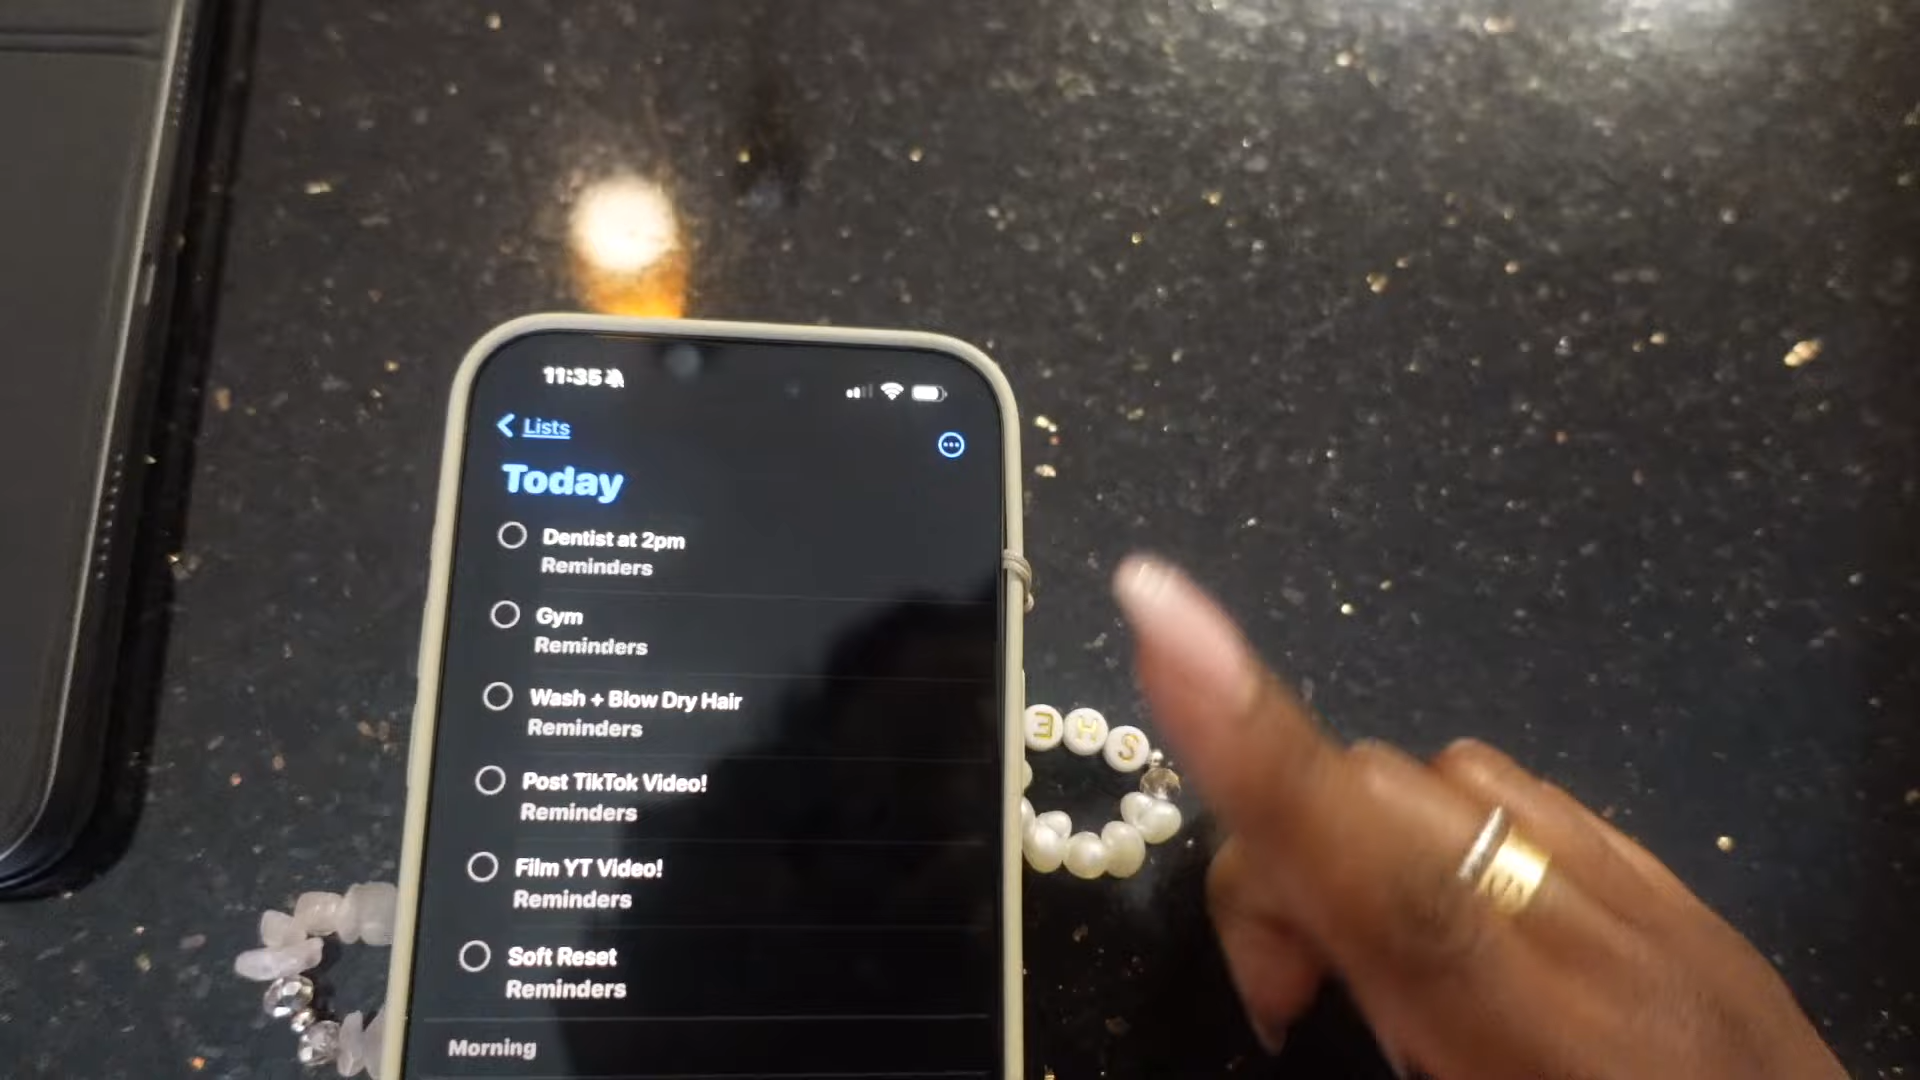 11:35
Lists
Today
Dentist at 2pm
Reminders
Gym
Reminders
Wash + Blow Dry Hair
Reminders
Post TikTok Video!
Reminders
Film YT Video!
Reminders
Soft Reset
Reminders
Morning
SHE